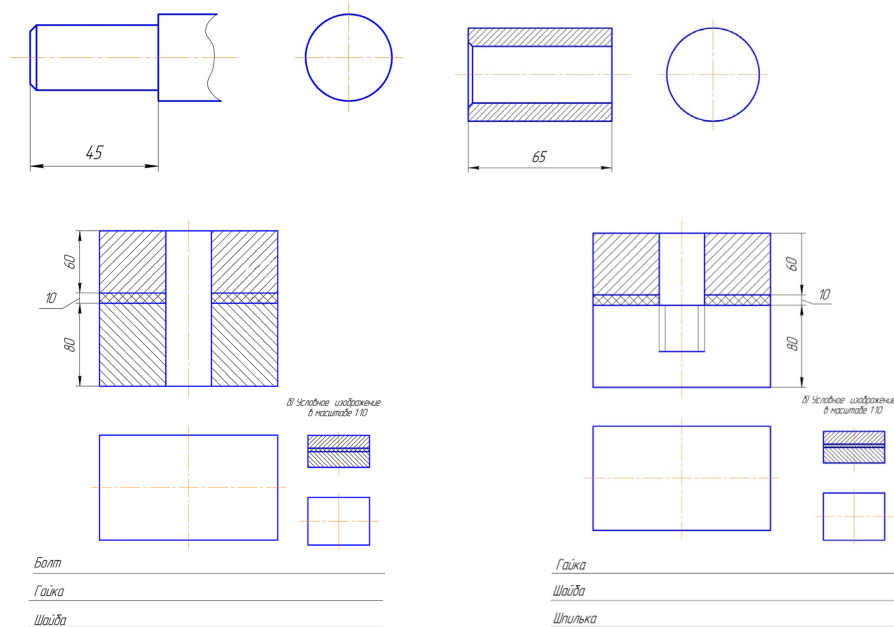 45
65
60
10
80
60
10
80
в) Условное изображение
в масштабе 1:10
в) Условное изображение
в масштабе 1:10
Болт
Гайка
Шайба
Гайка
Шайба
Шпилька